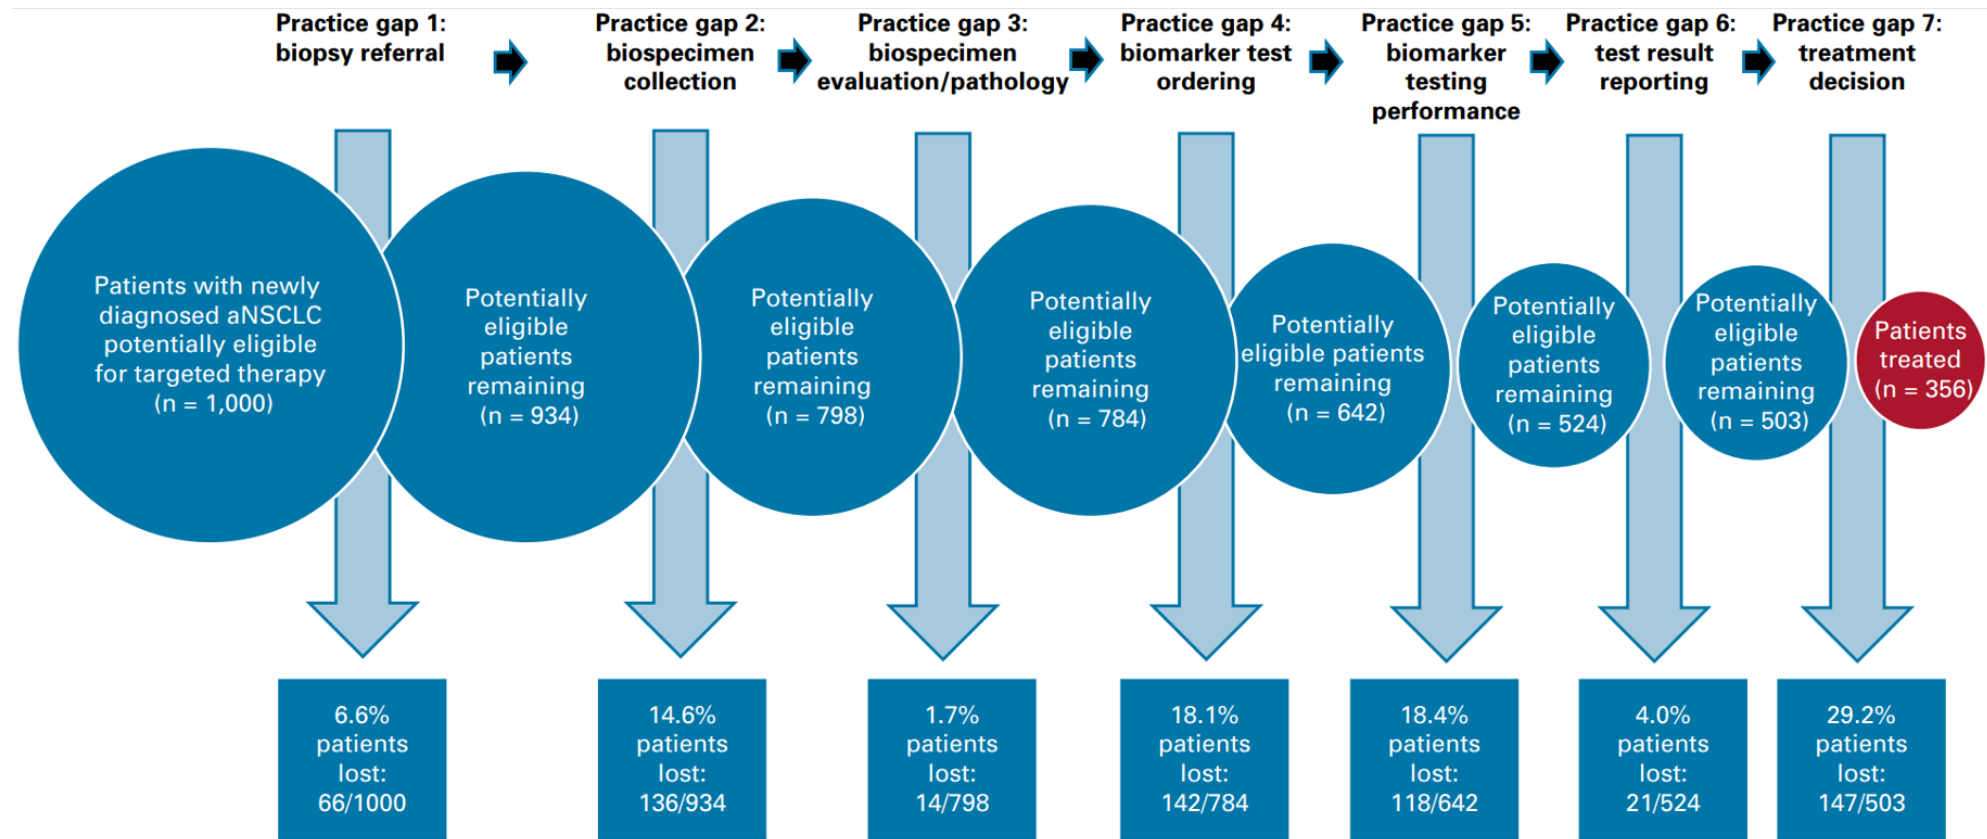 Practice gap 1:
biopsy referral
Practice gap 2:
biospecimen
collection
Practice gap 3:
biospecimen
evaluation/pathology
Practice gap 4:
biomarker test
ordering
Practice gap 5:
biomarker
testing
performance
Practice gap 6:
test result
reporting
Practice gap 7:
treatment
decision
Patients with newly
diagnosed aNSCLC
potentially eligible
for targeted therapy
(n = 1,000)
Potentially
eligible
patients
remaining
(n = 934)
Potentially
eligible
patients
remaining
(n = 798)
Potentially
eligible
patients
remaining
(n = 784)
Potentially
eligible patients
remaining
(n = 642)
Potentially
eligible
patients
remaining
(n = 524)
Potentially
eligible
patients
remaining
(n = 503)
Patients
treated
(n = 356)
6.6%
patients
lost:
66/1000
14.6%
patients
lost:
136/934
1.7%
patients
lost:
14/798
18.1%
patients
lost:
142/784
18.4%
patients
lost:
118/642
4.0%
patients
lost:
21/524
29.2%
patients
lost:
147/503